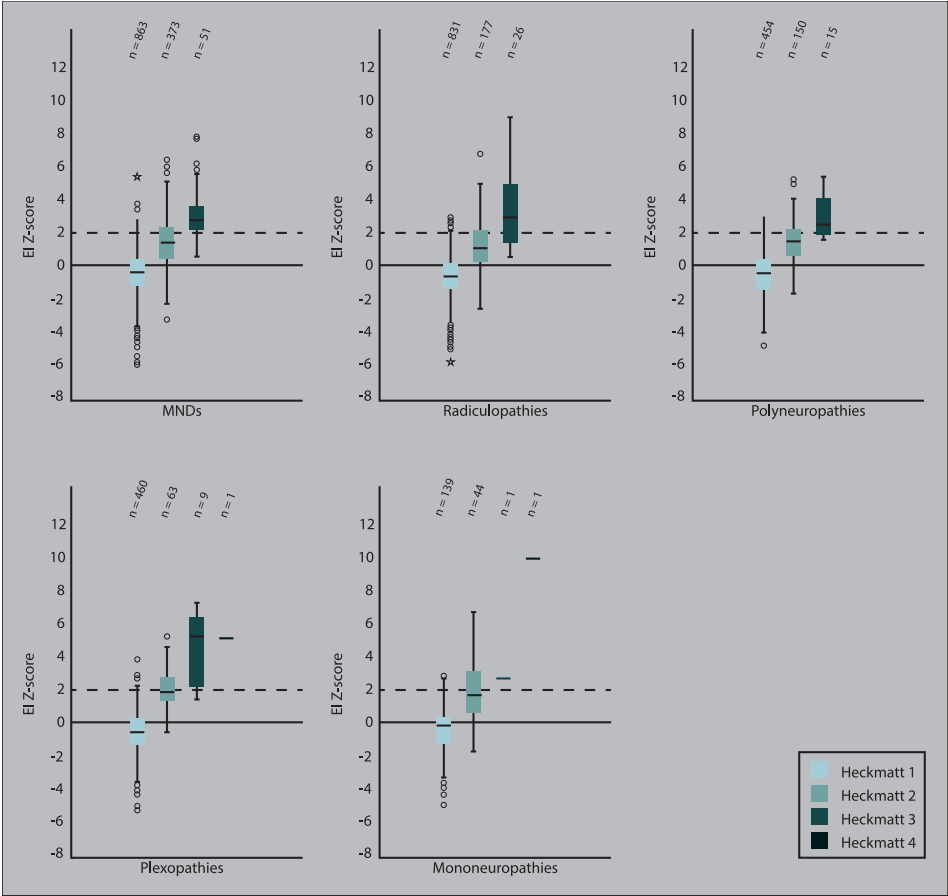 n = 863
n = 373
n = 51
12
10
8
6
4
2
0
-2
-4
-6
-8
EI Z-score
MNDs
n = 831
n = 177
n = 26
12
10
8
6
4
2
0
-2
-4
-6
-8
EI Z-score
Radiculopathies
n = 454
n = 150
n = 15
12
10
8
6
4
2
0
-2
-4
-6
-8
EI Z-score
Polyneuropathies
n = 460
n = 63
n = 9
n = 1
12
10
8
6
4
2
0
-2
-4
-6
-8
EI Z-score
Plexopathies
n = 139
n = 44
n = 1
n = 1
12
10
8
6
4
2
0
-2
-4
-6
-8
EI Z-score
Mononeuropathies
Heckmatt 1
Heckmatt 2
Heckmatt 3
Heckmatt 4